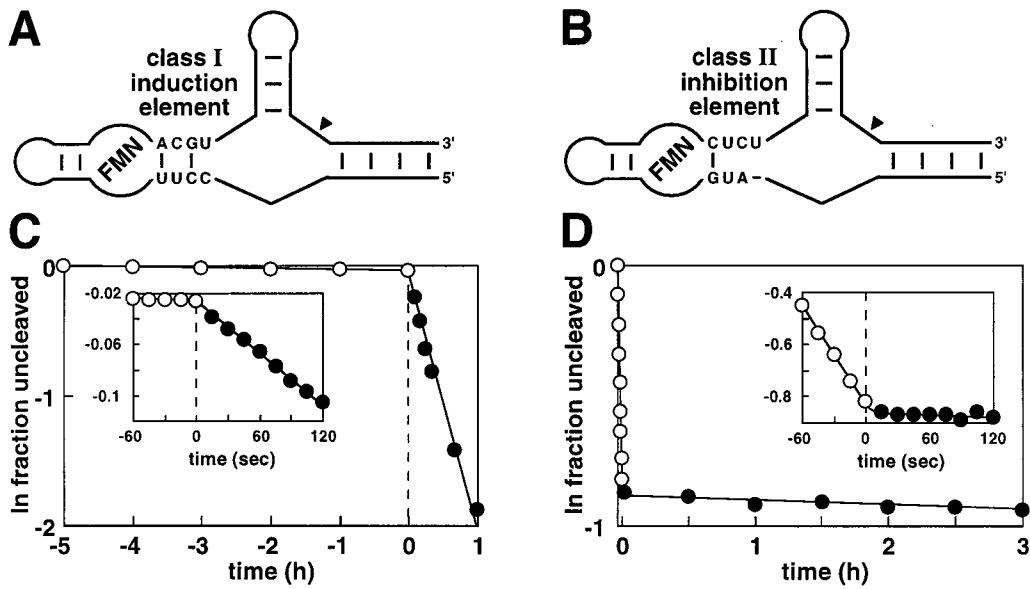 A
class I
induction
element
FMN
ACGU
UUCC
3'
5'
B
class II
inhibition
element
FMN
CUCU
GUA-
3'
5'
C
ln fraction uncleaved
0
-1
-2
-5 -4 -3 -2 -1 0 1
time (h)
-0.02
-0.06
-0.1
-60 0 60 120
time (sec)
D
ln fraction uncleaved
0
-1
0 1 2 3
time (h)
-0.4
-0.6
-0.8
-60 0 60 120
time (sec)